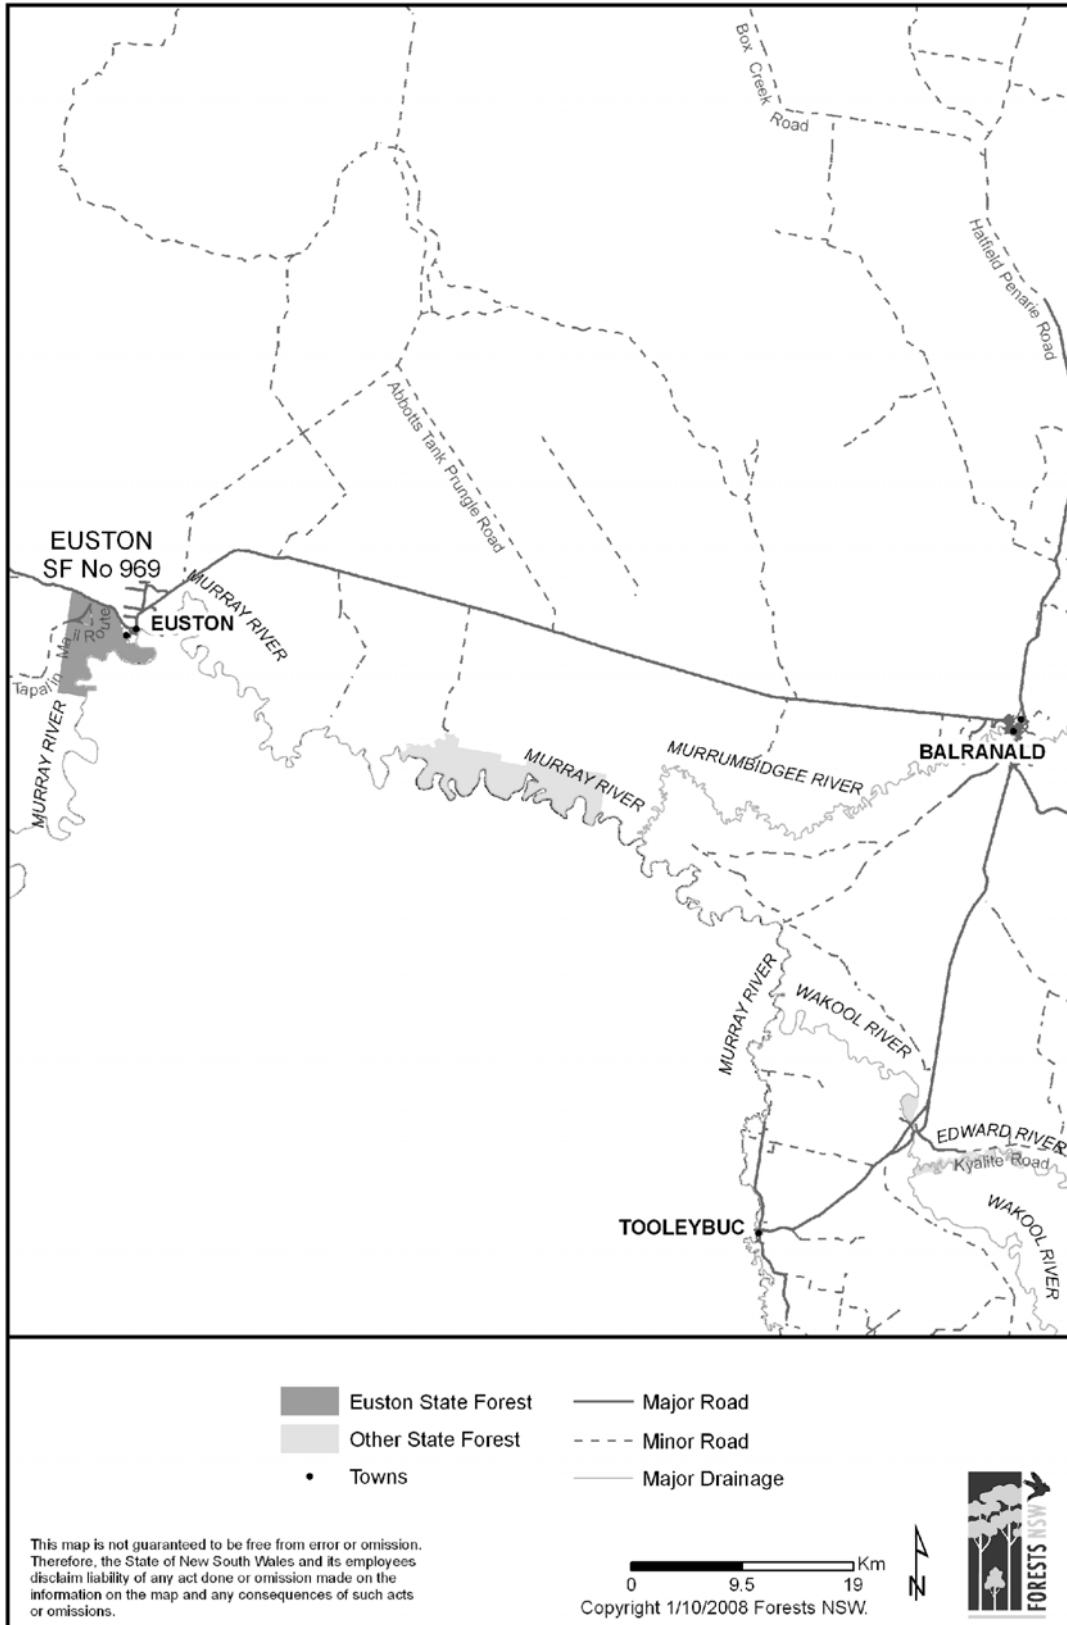 Box Creek
Road
Hatfield Penarie Road
Abbotts Tank Prungle Road
EUSTON
SF No 969
MURRAY RIVER
EUSTON
Tapalin Mail Route
MURRAY RIVER
MURRAY RIVER
MURRUMBIDGEE RIVER
BALRANALD
MURRAY RIVER
WAKOOL RIVER
EDWARD RIVER
Kyalite Road
WAKOOL RIVER
TOOLEYBUC
Euston State Forest
Other State Forest
Towns
Major Road
Minor Road
Major Drainage
This map is not guaranteed to be free from error or omission.
Therefore, the State of New South Wales and its employees
disclaim liability of any act done or omission made on the
information on the map and any consequences of such acts
or omissions.
Km
0 9.5 19
Copyright 1/10/2008 Forests NSW.
N
FORESTS NSW